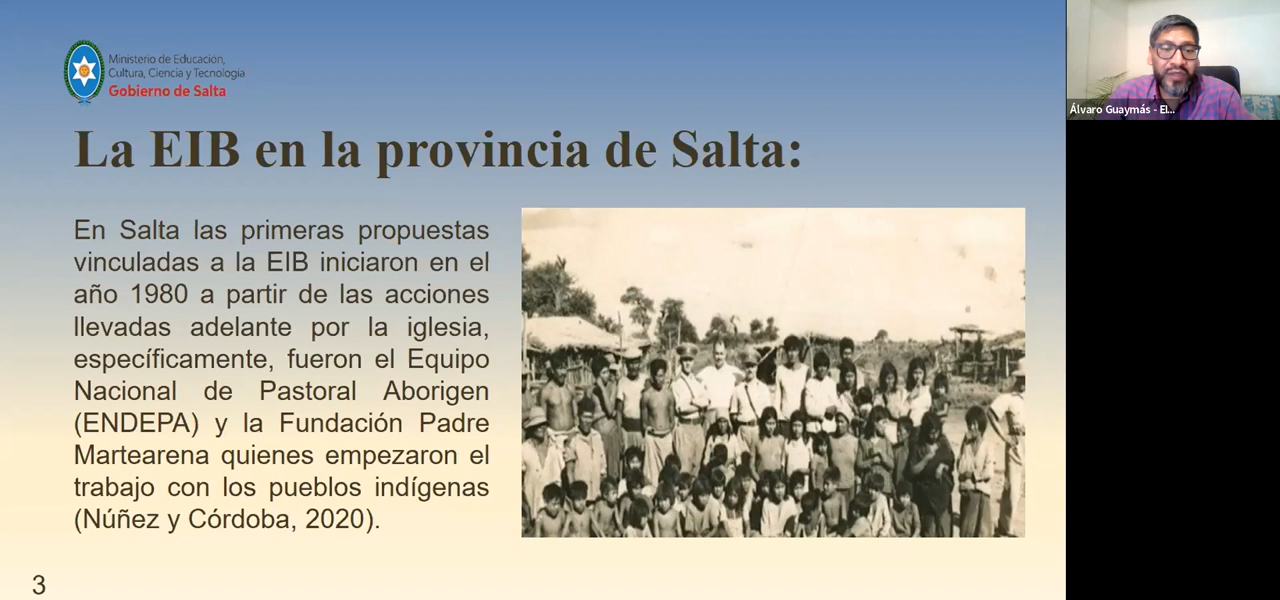 Ministerio de Educación,
Cultura, Ciencia y Tecnología
Gobierno de Salta
La EIB en la provincia de Salta:
En Salta las primeras propuestas
vinculadas a la EIB iniciaron en el
año 1980 a partir de las acciones
llevadas adelante por la iglesia,
específicamente, fueron el Equipo
Nacional de Pastoral Aborigen
(ENDEPA) y la Fundación Padre
Martearena quienes empezaron el
trabajo con los pueblos indígenas
(Núñez y Córdoba, 2020).
3
Álvaro Guaymás - EI...